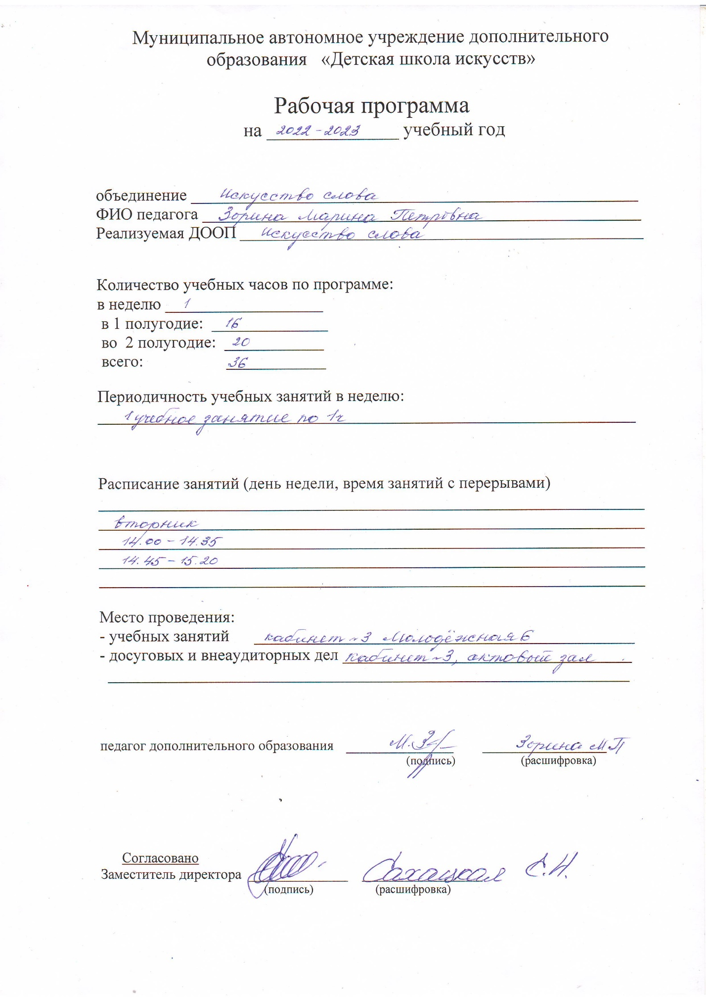 Муниципальное автономное учреждение дополнительного
образования «Детская школа искусств»
Рабочая программа
на 2022-2023 учебный год
объединение Искусство слова
ФИО педагога Зорина Марина Петровна
Реализуемая ДООП Искусство слова
Количество учебных часов по программе:
в неделю 1
в 1 полугодие: 16
во 2 полугодие: 20
всего: 36
Периодичность учебных занятий в неделю:
1 учебное занятие по 1ч
Расписание занятий (день недели, время занятий с перерывами)
вторник
14.00 - 14.35
14.45 - 15.20
Место проведения:
- учебных занятий кабинет ~3 Молодёжная 6
- досуговых и внеаудиторных дел кабинет ~3, актовый зал
педагог дополнительного образования М.З Зорина М П
(подпись) (расшифровка)
Согласовано
Заместитель директора Сахацкая С.Н.
(подпись) (расшифровка)